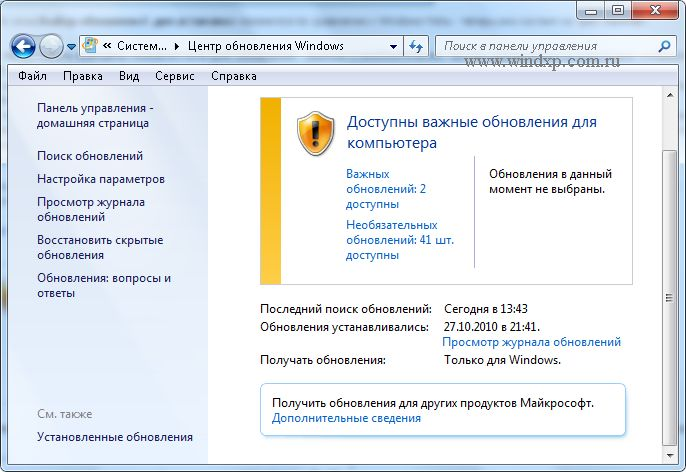 Систем...
Центр обновления Windows
Поиск в панели управления
www.windxp.com.ru
Файл Правка Вид Сервис Справка
Панель управления -
домашняя страница
Поиск обновлений
Настройка параметров
Просмотр журнала
обновлений
Восстановить скрытые
обновления
Обновления: вопросы и
ответы
См. также
Установленные обновления
Доступны важные обновления для
компьютера
Важных
обновлений: 2
доступны
Необязательных
обновлений: 41 шт.
доступны
Обновления в данный
момент не выбраны.
Последний поиск обновлений: Сегодня в 13:43
Обновления устанавливались: 27.10.2010 в 21:41.
Просмотр журнала обновлений
Получать обновления: Только для Windows.
Получить обновления для других продуктов Майкрософт.
Дополнительные сведения